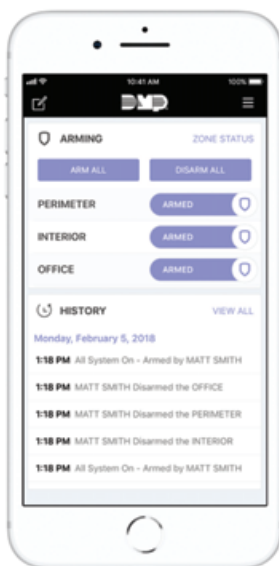 10:41 AM 100%
DMP
ARMING ZONE STATUS
ARM ALL DISARM ALL
PERIMETER ARMED
INTERIOR ARMED
OFFICE ARMED
HISTORY VIEW ALL
Monday, February 5, 2018
1:18 PM All System On - Armed by MATT SMITH
1:18 PM MATT SMITH Disarmed the OFFICE
1:18 PM MATT SMITH Disarmed the PERIMETER
1:18 PM MATT SMITH Disarmed the INTERIOR
1:18 PM All System On - Armed by MATT SMITH